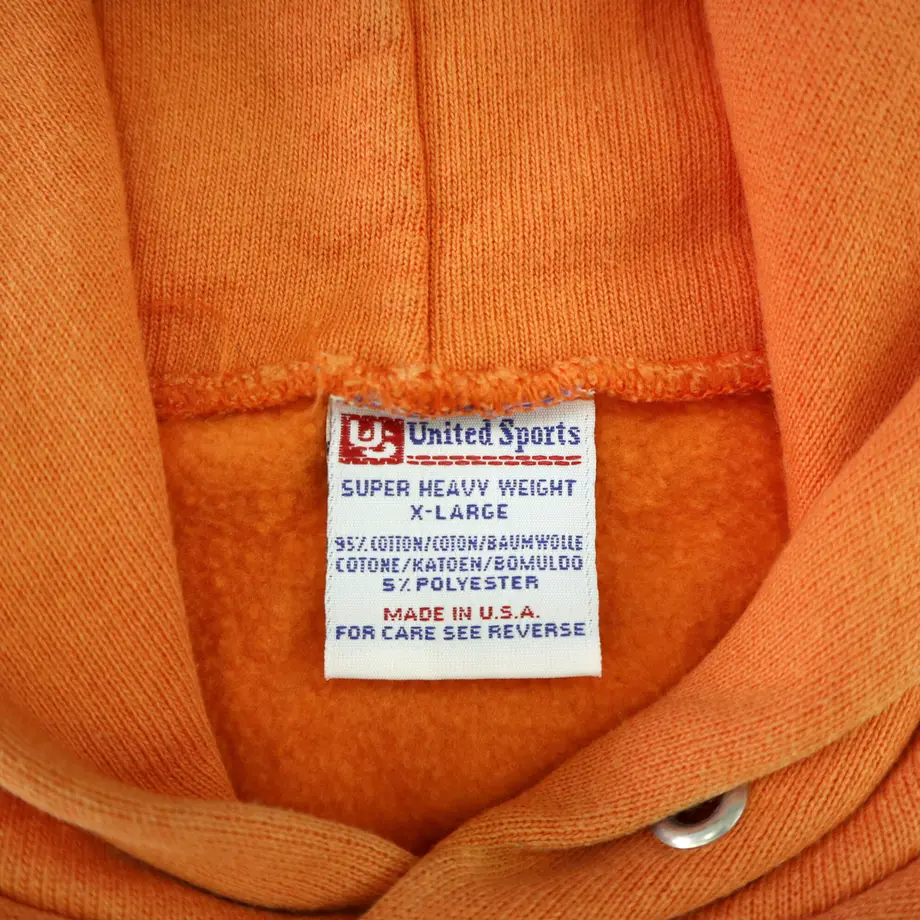 US United Sports
SUPER HEAVY WEIGHT
X-LARGE
95% COTTON/COTON/BAUMWOLLE
COTONE/KATOEN/BOMULDO
5% POLYESTER
MADE IN U.S.A.
FOR CARE SEE REVERSE